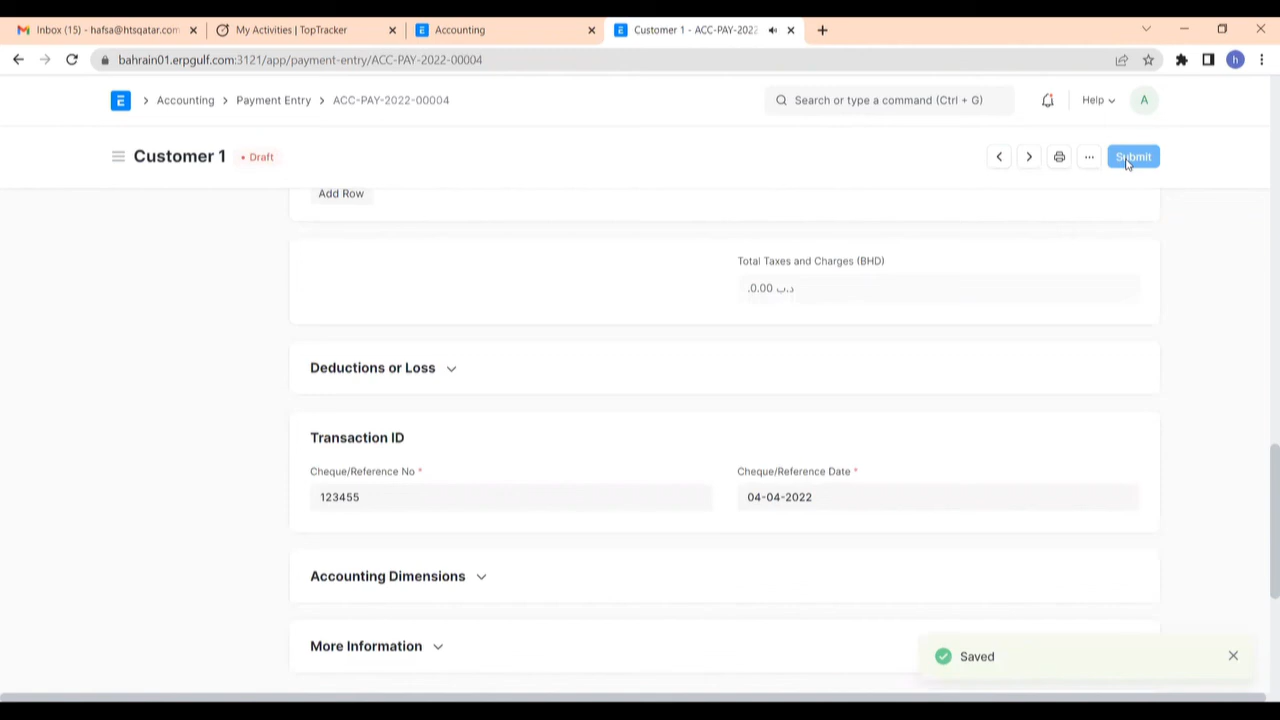 Inbox (15) - hafsa@htsqatar.com
My Activities | TopTracker
Accounting
Customer 1 - ACC-PAY-2022
bahrain01.erpgulf.com:3121/app/payment-entry/ACC-PAY-2022-00004
h
E
Accounting
Payment Entry
ACC-PAY-2022-00004
Search or type a command (Ctrl + G)
Help
A
Customer 1
Draft
Submit
Add Row
Total Taxes and Charges (BHD)
.0.00 د.ب
Deductions or Loss
Transaction ID
Cheque/Reference No *
Cheque/Reference Date *
123455
04-04-2022
Accounting Dimensions
More Information
Saved